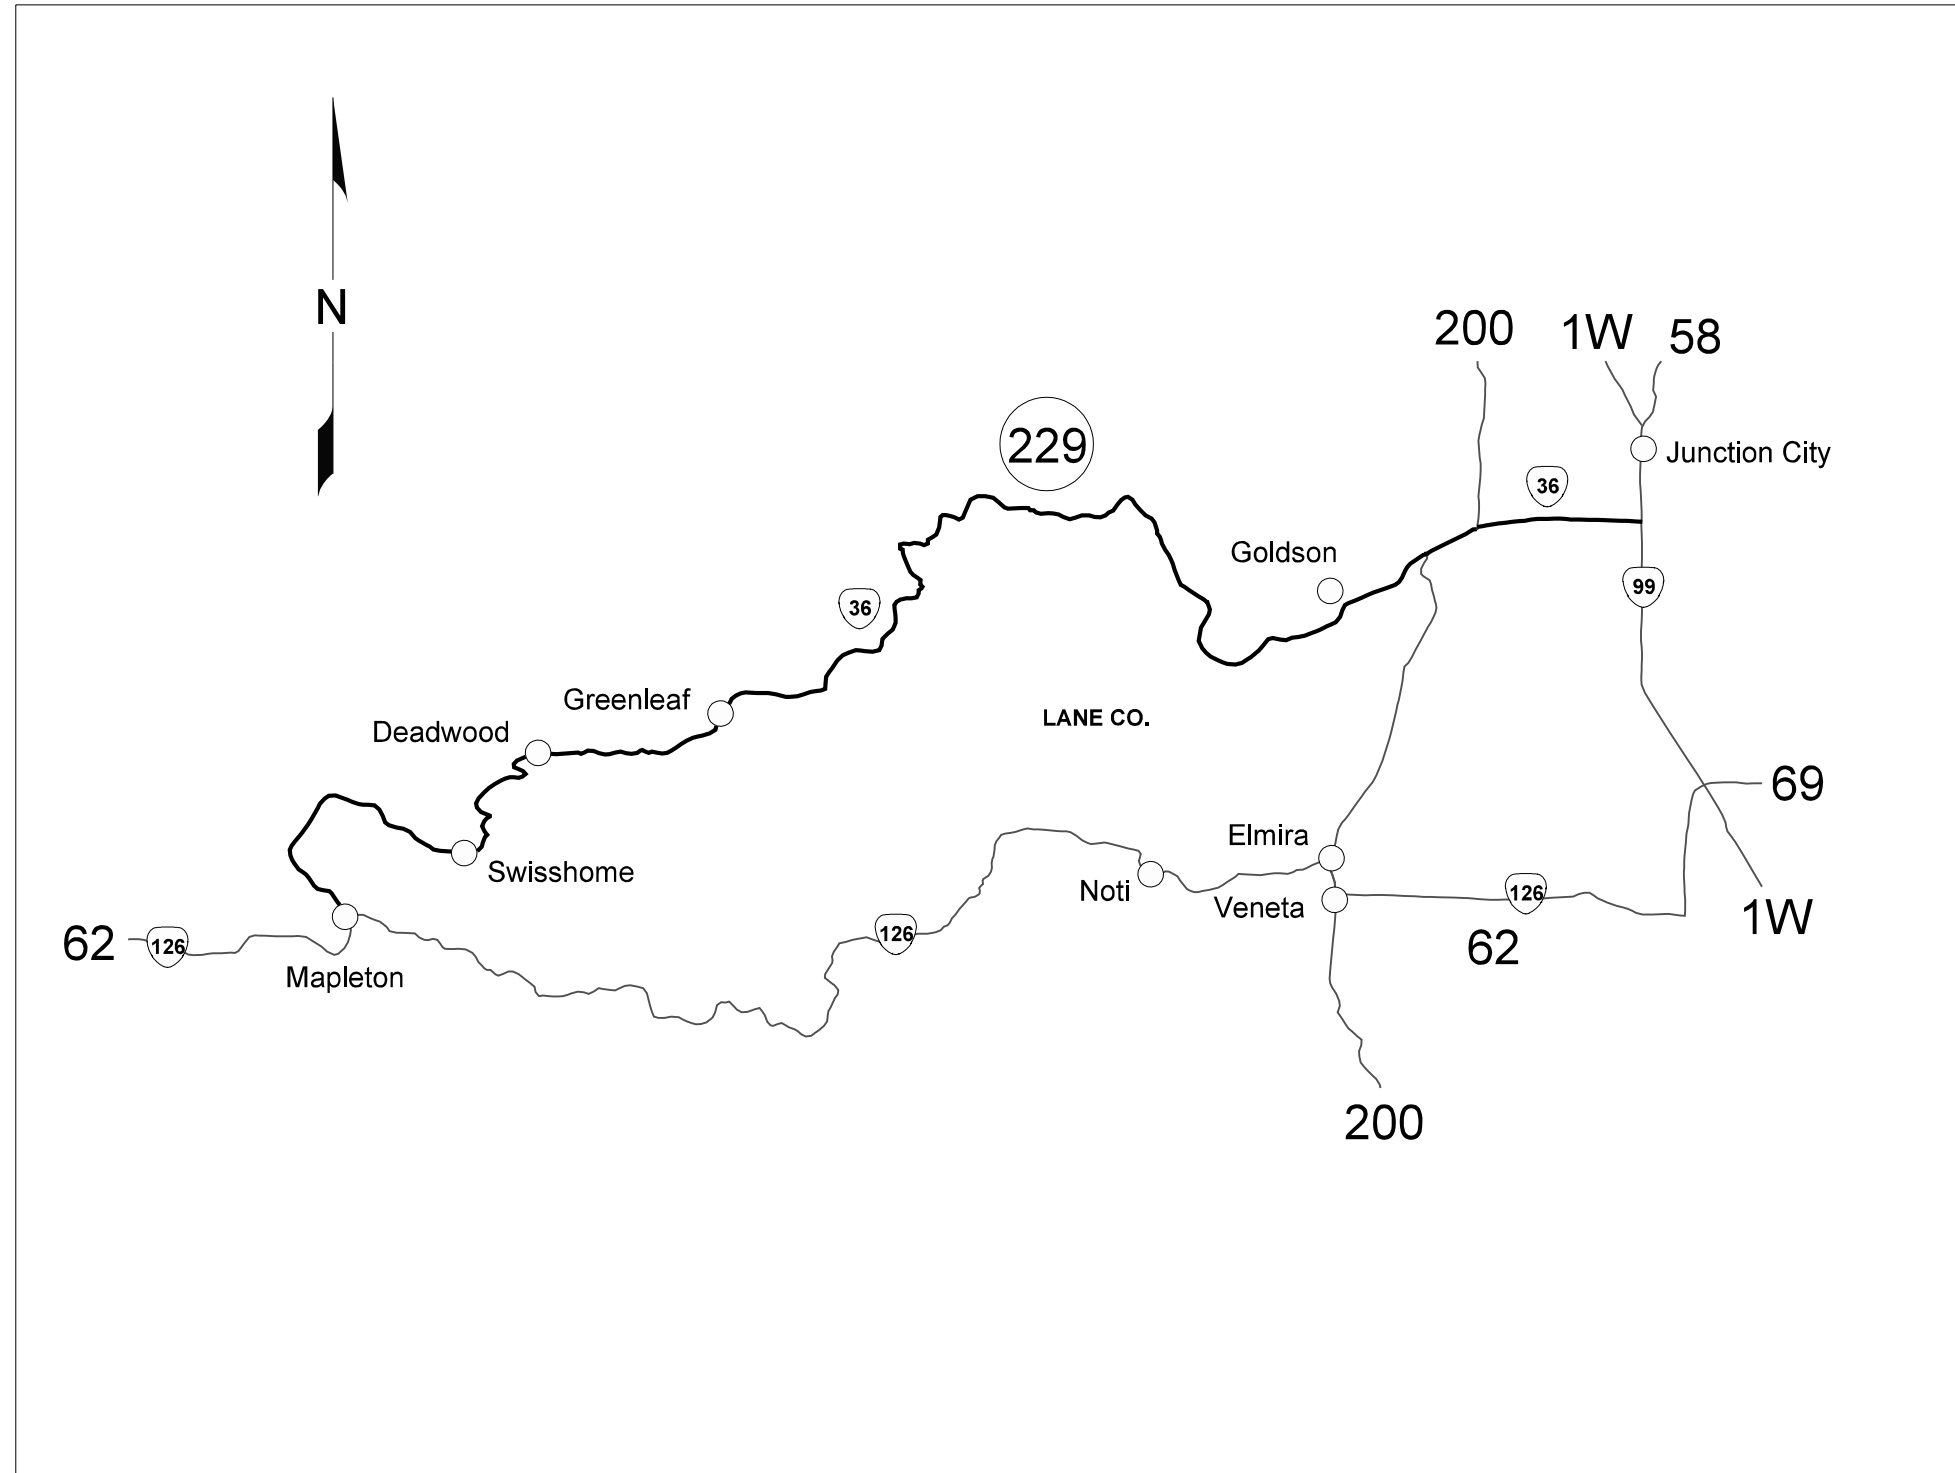 N
200
1W
58
229
Junction City
36
Goldson
99
36
Greenleaf
LANE CO.
Deadwood
69
Elmira
Swisshome
Noti
Veneta
126
1W
62
126
126
62
Mapleton
200